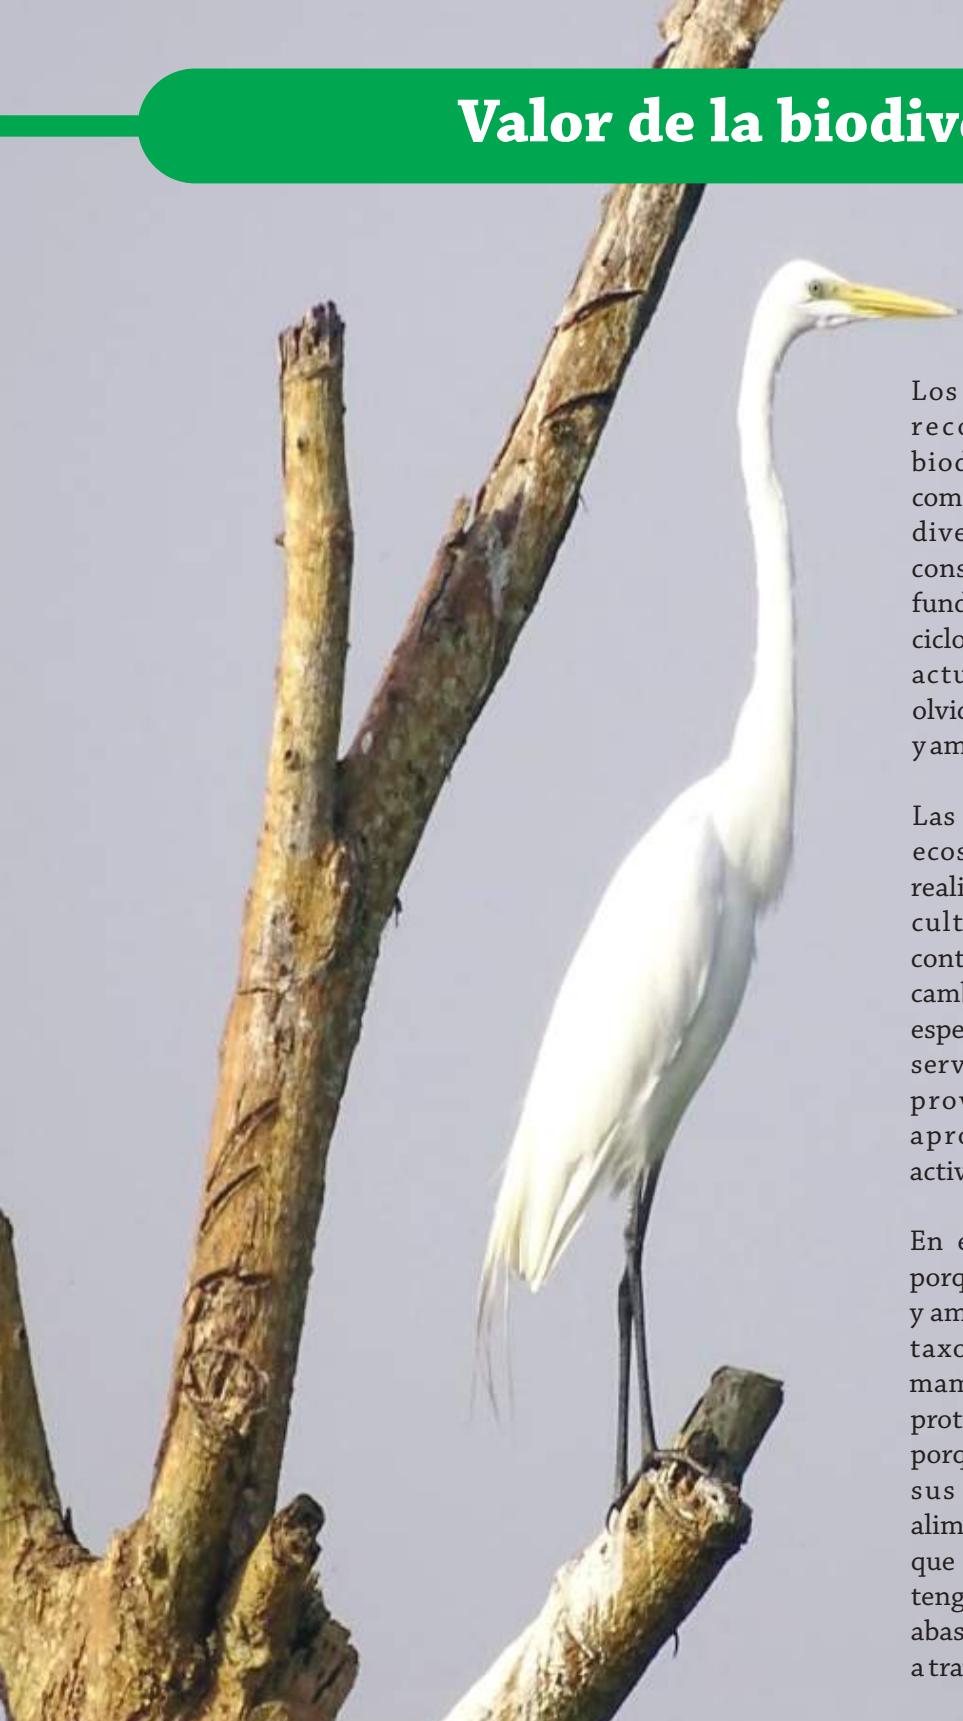 Valor de la biodive
Los
reco
biod
com
dive
cons
fund
ciclo
actu
olvid
y am
Las
ecos
reali
cult
cont
camb
espe
serv
prov
apro
activ
En e
porq
y am
taxo
mam
prot
porq
sus
alim
que
teng
abas
a tra